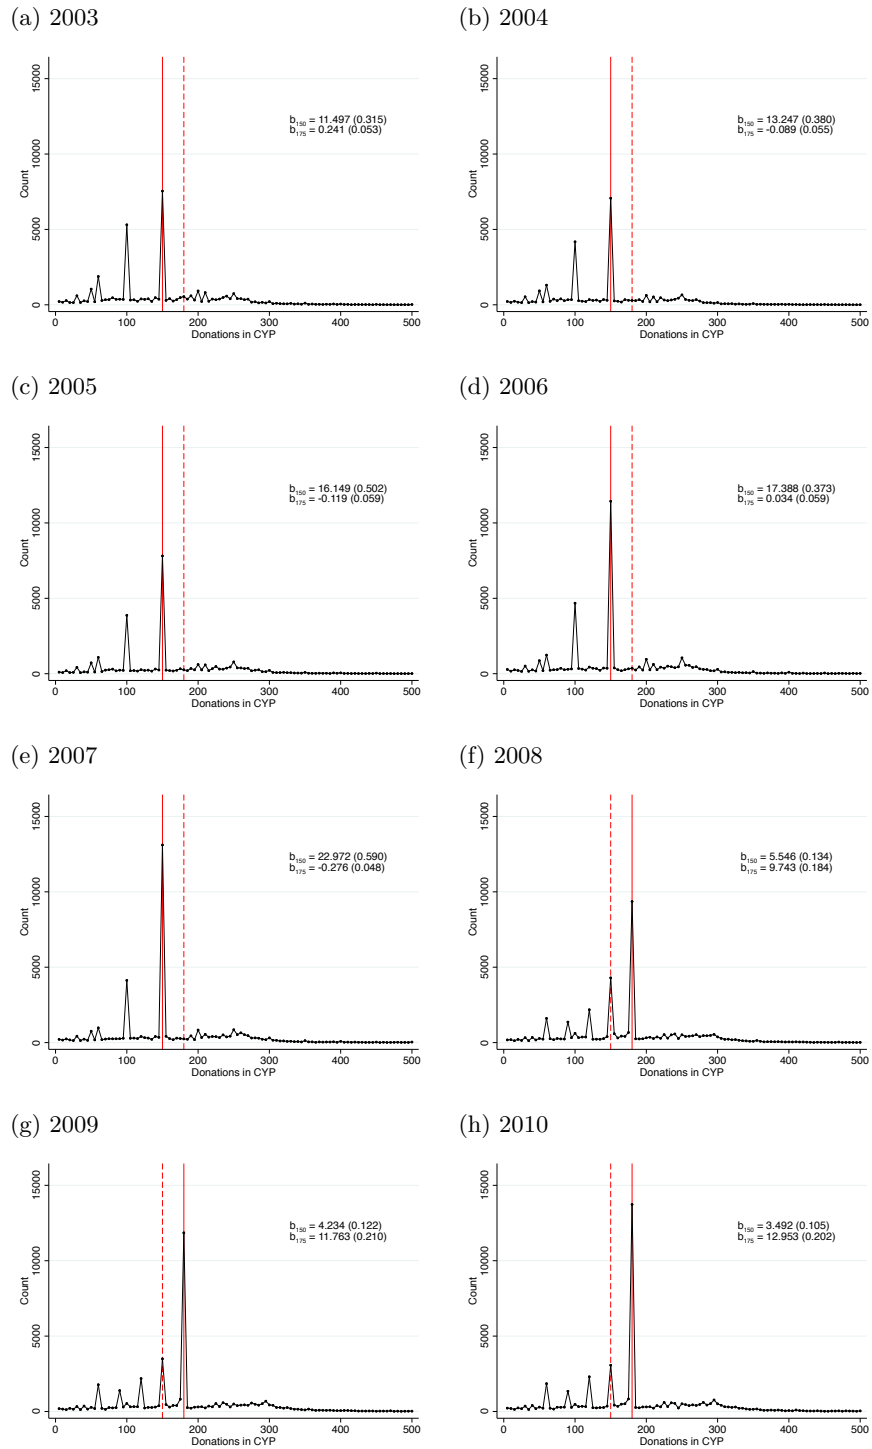 (a) 2003
15000
10000
5000
0
Count
b150 = 11.497 (0.315)
b175 = 0.241 (0.053)
0 100 200 300 400 500
Donations in CYP
(b) 2004
15000
10000
5000
0
Count
b150 = 13.247 (0.380)
b175 = -0.089 (0.055)
0 100 200 300 400 500
Donations in CYP
(c) 2005
15000
10000
5000
0
Count
b150 = 16.149 (0.502)
b175 = -0.119 (0.059)
0 100 200 300 400 500
Donations in CYP
(d) 2006
15000
10000
5000
0
Count
b150 = 17.388 (0.373)
b175 = 0.034 (0.059)
0 100 200 300 400 500
Donations in CYP
(e) 2007
15000
10000
5000
0
Count
b150 = 22.972 (0.590)
b175 = -0.276 (0.048)
0 100 200 300 400 500
Donations in CYP
(f) 2008
15000
10000
5000
0
Count
b150 = 5.546 (0.134)
b175 = 9.743 (0.184)
0 100 200 300 400 500
Donations in CYP
(g) 2009
15000
10000
5000
0
Count
b150 = 4.234 (0.122)
b175 = 11.763 (0.210)
0 100 200 300 400 500
Donations in CYP
(h) 2010
15000
10000
5000
0
Count
b150 = 3.492 (0.105)
b175 = 12.953 (0.202)
0 100 200 300 400 500
Donations in CYP